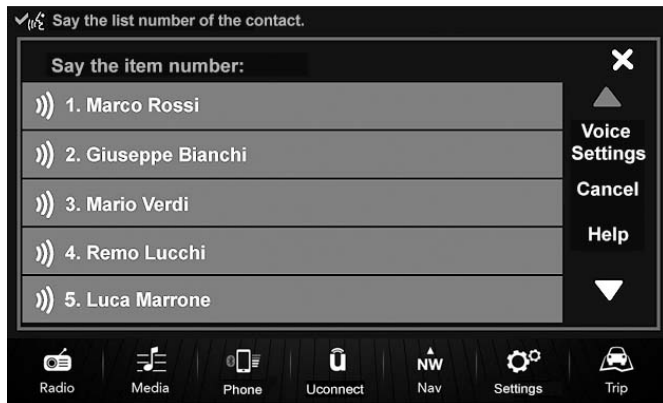 Say the list number of the contact.
Say the item number:
1. Marco Rossi
2. Giuseppe Bianchi
3. Mario Verdi
4. Remo Lucchi
5. Luca Marrone
Voice
Settings
Cancel
Help
Radio
Media
Phone
û
Uconnect
NW
Nav
Settings
Trip